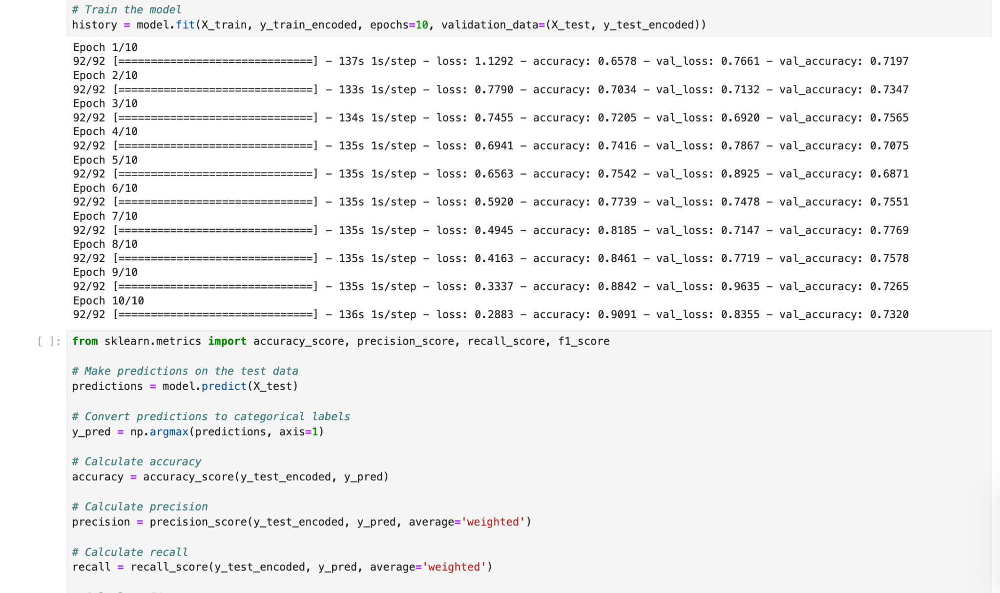 # Train the model
history = model.fit(X_train, y_train_encoded, epochs=10, validation_data=(X_test, y_test_encoded))
Epoch 1/10
92/92 [==============================] - 137s 1s/step - loss: 1.1292 - accuracy: 0.6578 - val_loss: 0.7661 - val_accuracy: 0.7197
Epoch 2/10
92/92 [==============================] - 133s 1s/step - loss: 0.7790 - accuracy: 0.7034 - val_loss: 0.7132 - val_accuracy: 0.7347
Epoch 3/10
92/92 [==============================] - 134s 1s/step - loss: 0.7455 - accuracy: 0.7205 - val_loss: 0.6920 - val_accuracy: 0.7565
Epoch 4/10
92/92 [==============================] - 135s 1s/step - loss: 0.6941 - accuracy: 0.7416 - val_loss: 0.7867 - val_accuracy: 0.7075
Epoch 5/10
92/92 [==============================] - 135s 1s/step - loss: 0.6563 - accuracy: 0.7542 - val_loss: 0.8925 - val_accuracy: 0.6871
Epoch 6/10
92/92 [==============================] - 135s 1s/step - loss: 0.5920 - accuracy: 0.7739 - val_loss: 0.7478 - val_accuracy: 0.7551
Epoch 7/10
92/92 [==============================] - 135s 1s/step - loss: 0.4945 - accuracy: 0.8185 - val_loss: 0.7147 - val_accuracy: 0.7769
Epoch 8/10
92/92 [==============================] - 135s 1s/step - loss: 0.4163 - accuracy: 0.8461 - val_loss: 0.7719 - val_accuracy: 0.7578
Epoch 9/10
92/92 [==============================] - 135s 1s/step - loss: 0.3337 - accuracy: 0.8842 - val_loss: 0.9635 - val_accuracy: 0.7265
Epoch 10/10
92/92 [==============================] - 136s 1s/step - loss: 0.2883 - accuracy: 0.9091 - val_loss: 0.8355 - val_accuracy: 0.7320
[ ]: from sklearn.metrics import accuracy_score, precision_score, recall_score, f1_score
# Make predictions on the test data
predictions = model.predict(X_test)
# Convert predictions to categorical labels
y_pred = np.argmax(predictions, axis=1)
# Calculate accuracy
accuracy = accuracy_score(y_test_encoded, y_pred)
# Calculate precision
precision = precision_score(y_test_encoded, y_pred, average='weighted')
# Calculate recall
recall = recall_score(y_test_encoded, y_pred, average='weighted')